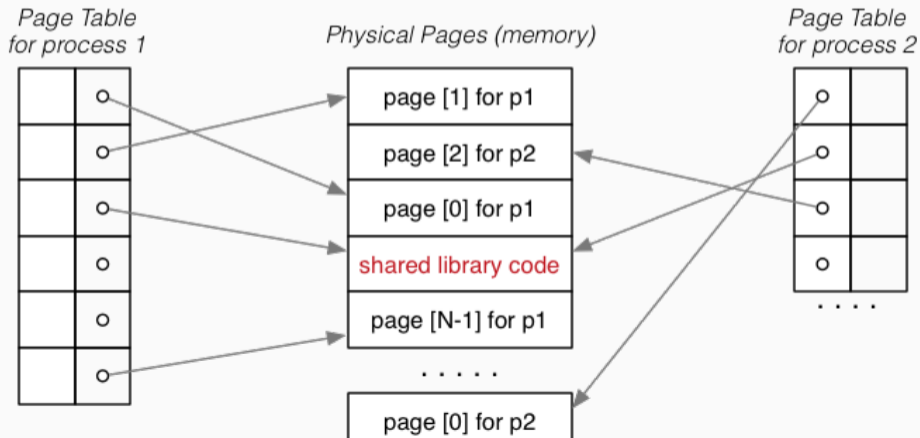 Page Table
for process 1
Physical Pages (memory)
Page Table
for process 2
page [1] for p1
page [2] for p2
page [0] for p1
shared library code
page [N-1] for p1
. . . . .
page [0] for p2
. . . .